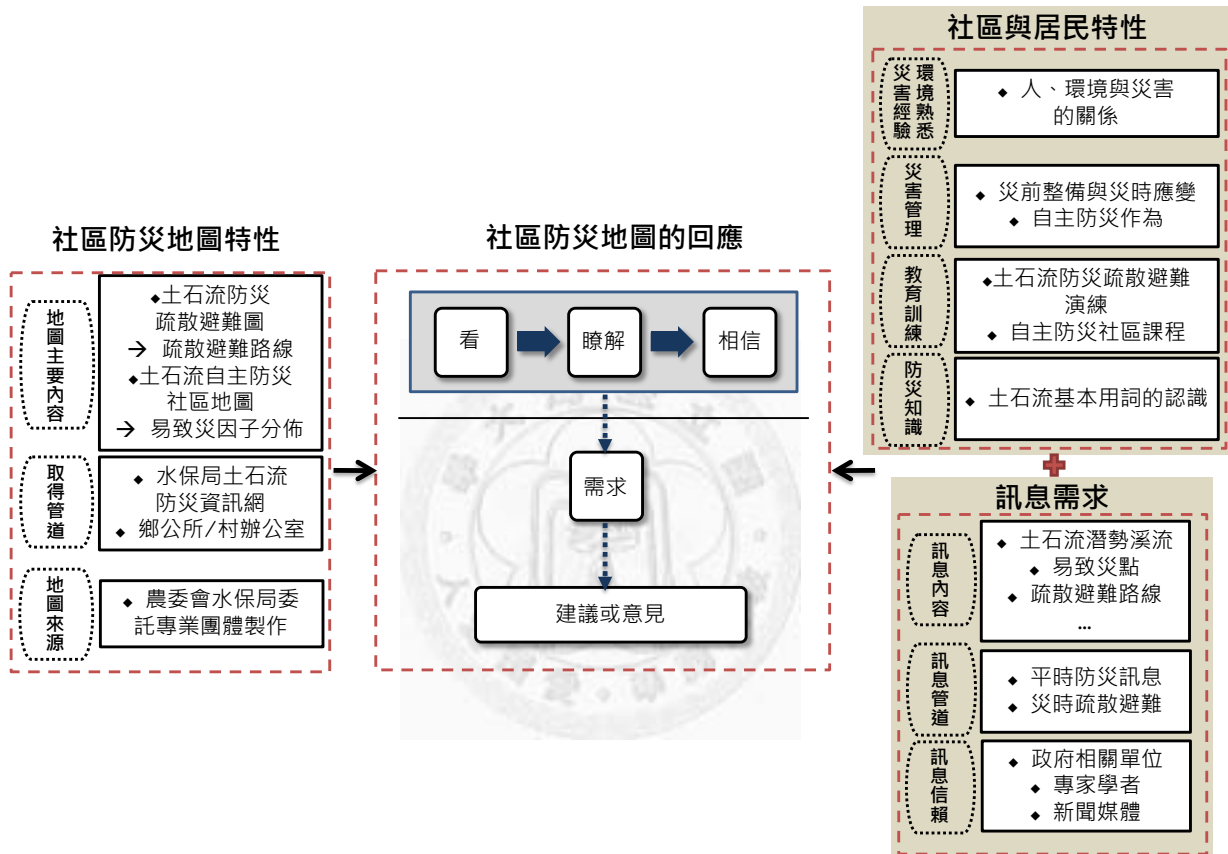 社區防災地圖特性
地圖主要內容
◆土石流防災
疏散避難圖
→ 疏散避難路線
◆土石流自主防災
社區地圖
→ 易致災因子分佈
取得管道
◆ 水保局土石流
防災資訊網
◆ 鄉公所/村辦公室
地圖來源
◆ 農委會水保局委
託專業團體製作
社區防災地圖的回應
看
瞭解
相信
需求
建議或意見
社區與居民特性
環境熟悉
災害經驗
◆ 人、環境與災害
的關係
災害管理
◆ 災前整備與災時應變
◆ 自主防災作為
教育訓練
◆土石流防災疏散避難
演練
◆ 自主防災社區課程
防災知識
◆ 土石流基本用詞的認識
訊息需求
訊息內容
◆ 土石流潛勢溪流
◆ 易致災點
◆ 疏散避難路線
...
訊息管道
◆ 平時防災訊息
◆ 災時疏散避難
訊息信賴
◆ 政府相關單位
◆ 專家學者
◆ 新聞媒體